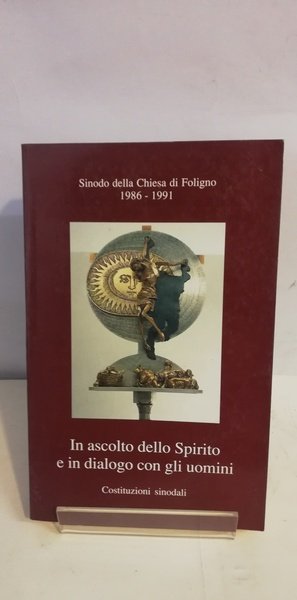 Sinodo della Chiesa di Foligno
1986 - 1991
In ascolto dello Spirito
e in dialogo con gli uomini
Costituzioni sinodali